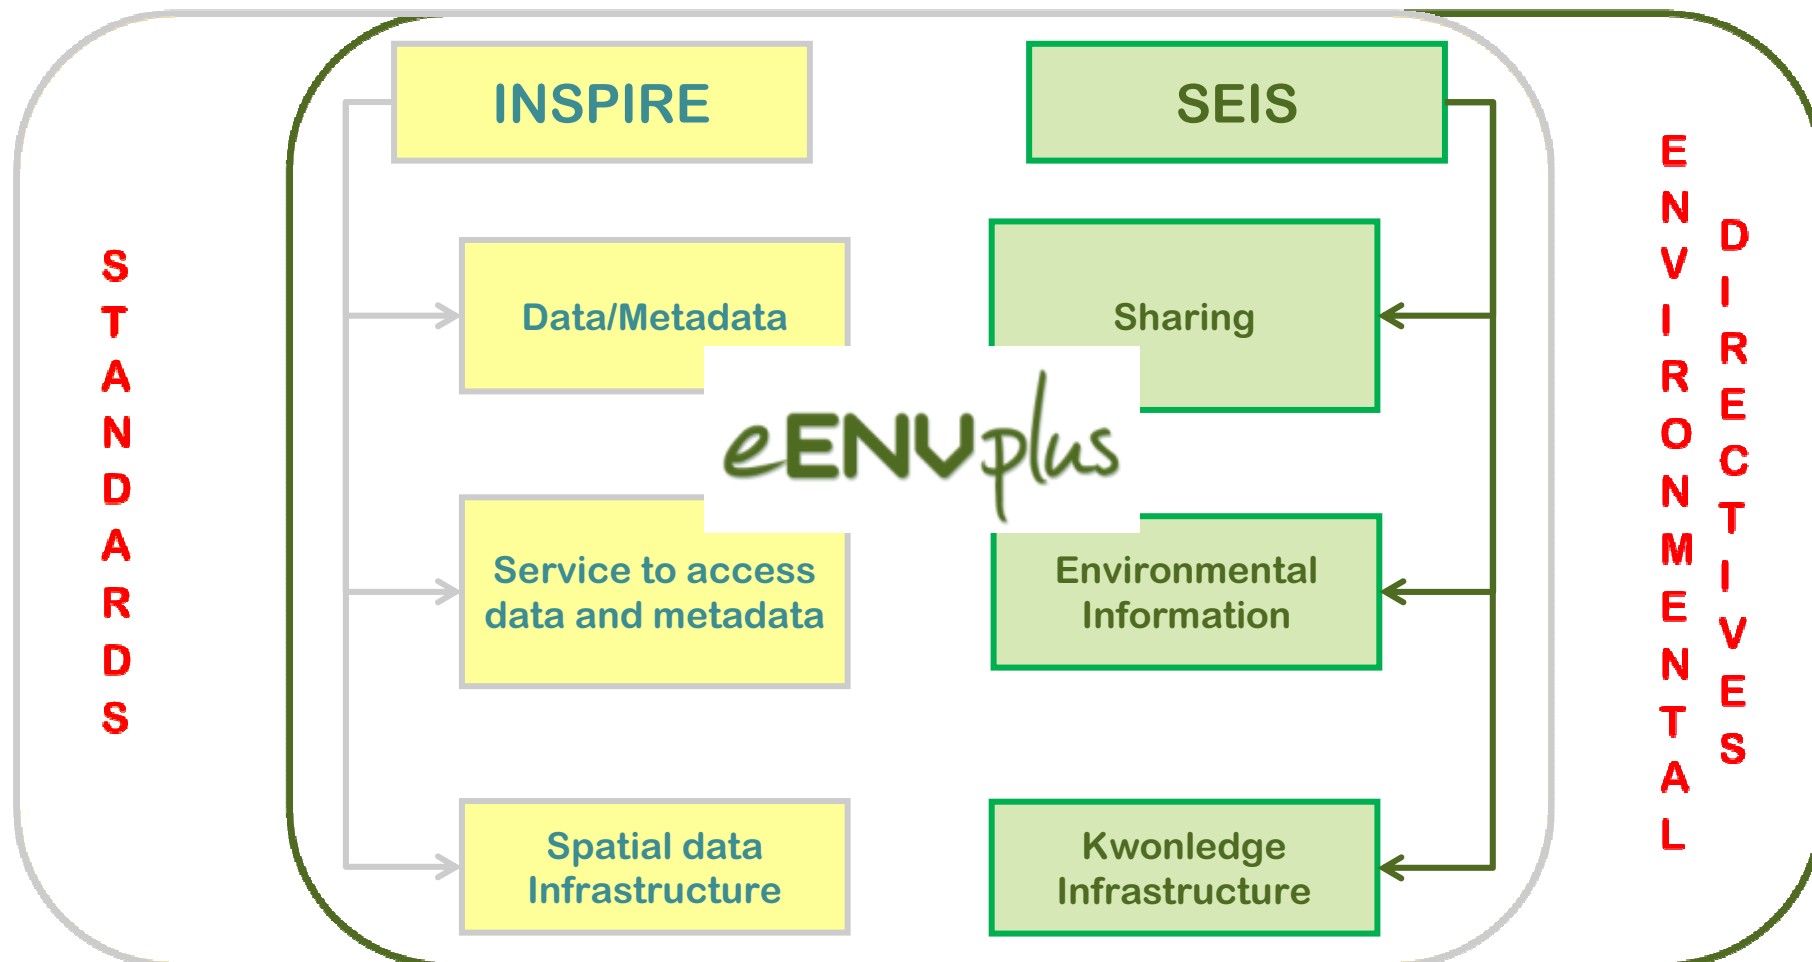 INSPIRE
SEIS
STANDARDS
Data/Metadata
Sharing
eENVplus
Service to access
data and metadata
Environmental
Information
Spatial data
Infrastructure
Kwonledge
Infrastructure
ENVIRONMENTAL
DIRECTIVES